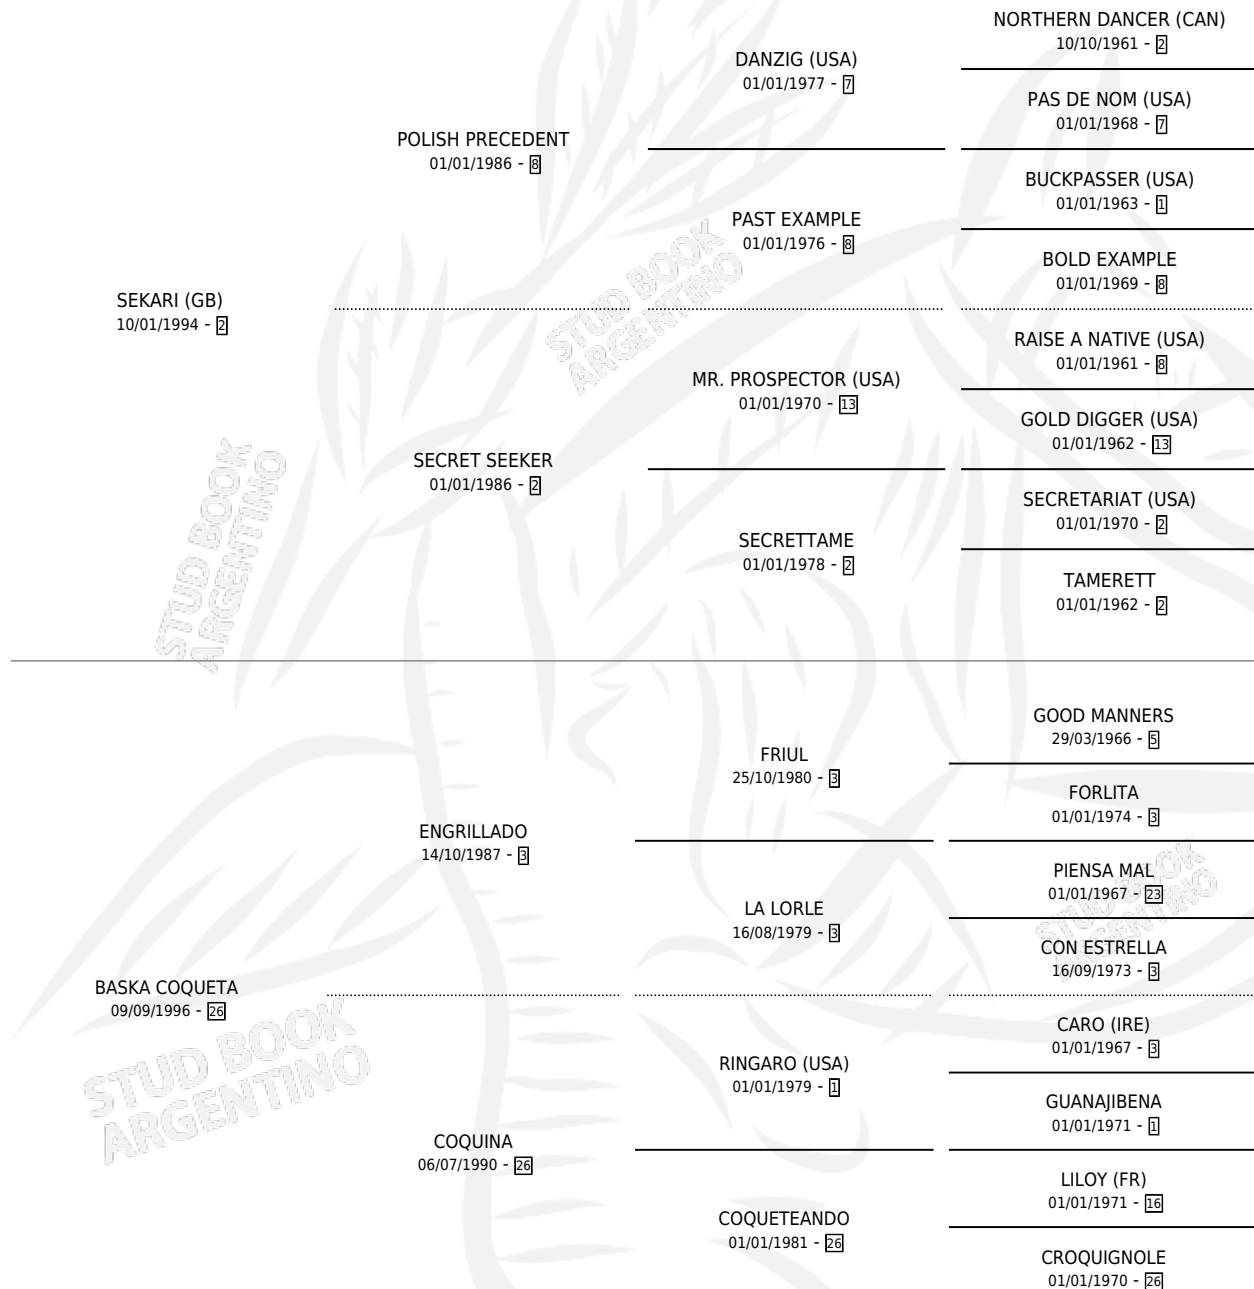 NORTHERN DANCER (CAN)
10/10/1961 - 2
DANZIG (USA)
01/01/1977 - 7
PAS DE NOM (USA)
01/01/1968 - 7
POLISH PRECEDENT
01/01/1986 - 8
BUCKPASSER (USA)
01/01/1963 - 1
PAST EXAMPLE
01/01/1976 - 8
BOLD EXAMPLE
01/01/1969 - 8
SEKARI (GB)
10/01/1994 - 2
STUD BOOK
ARGENTINO
RAISE A NATIVE (USA)
01/01/1961 - 8
MR. PROSPECTOR (USA)
01/01/1970 - 13
GOLD DIGGER (USA)
01/01/1962 - 13
SECRET SEEKER
01/01/1986 - 2
SECRETARIAT (USA)
01/01/1970 - 2
SECRETTAME
01/01/1978 - 2
TAMERETT
01/01/1962 - 2
STUD BOOK
ARGENTINO
GOOD MANNERS
29/03/1966 - 5
FRIUL
25/10/1980 - 3
FORLITA
01/01/1974 - 3
ENGRILLADO
14/10/1987 - 3
PIENSA MAL
01/01/1967 - 23
LA LORLE
16/08/1979 - 3
STUD BOOK
ARGENTINO
CON ESTRELLA
16/09/1973 - 3
BASKA COQUETA
09/09/1996 - 26
CARO (IRE)
01/01/1967 - 3
RINGARO (USA)
01/01/1979 - 1
GUANAJIBENA
01/01/1971 - 1
STUD BOOK
ARGENTINO
COQUINA
06/07/1990 - 26
LILOY (FR)
01/01/1971 - 16
COQUETEANDO
01/01/1981 - 26
CROQUIGNOLE
01/01/1970 - 26